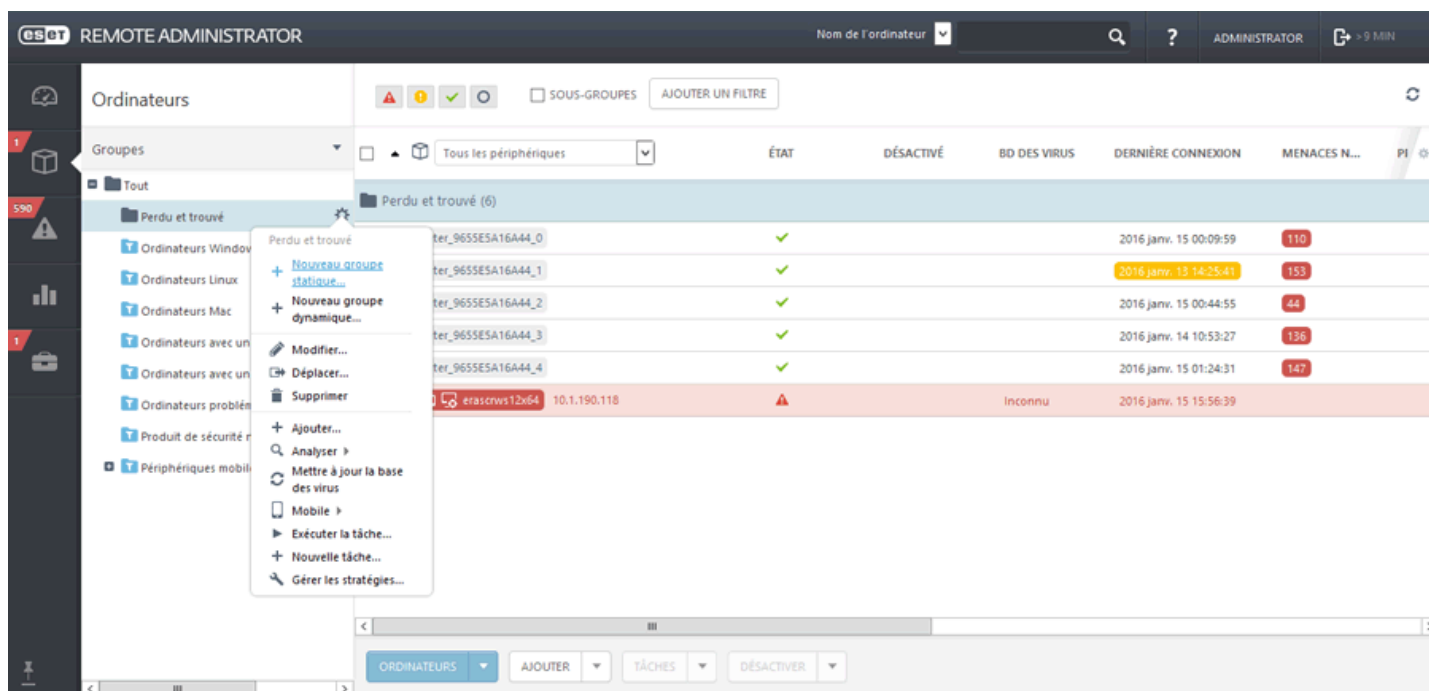 eset REMOTE ADMINISTRATOR
Nom de l'ordinateur
?
ADMINISTRATOR
>9 MIN
Ordinateurs
SOUS-GROUPES
AJOUTER UN FILTRE
1
Groupes
Tous les périphériques
ÉTAT
DÉSACTIVÉ
BD DES VIRUS
DERNIÈRE CONNEXION
MENACES N...
Tout
590
Perdu et trouvé
Perdu et trouvé (6)
Ordinateurs Window
Ordinateurs Linux
Ordinateurs Mac
1
Ordinateurs avec un
Ordinateurs avec un
Ordinateurs problém
Produit de sécurité
Périphériques mobil
Perdu et trouvé
Nouveau groupe
statique...
Nouveau groupe
dynamique...
Modifier...
Déplacer...
Supprimer
Ajouter...
Analyser
Mettre à jour la base
des virus
Mobile
Exécuter la tâche...
Nouvelle tâche...
Gérer les stratégies...
ter_9655E5A16A44_0 2016 janv. 15 00:09:59 110
ter_9655E5A16A44_1 2016 janv. 13 14:25:41 153
ter_9655E5A16A44_2 2016 janv. 15 00:44:55 44
ter_9655E5A16A44_3 2016 janv. 14 10:53:27 136
ter_9655E5A16A44_4 2016 janv. 15 01:24:31 147
erascrws12x64 10.1.190.118 Inconnu 2016 janv. 15 15:56:39
ORDINATEURS
AJOUTER
TÂCHES
DÉSACTIVER